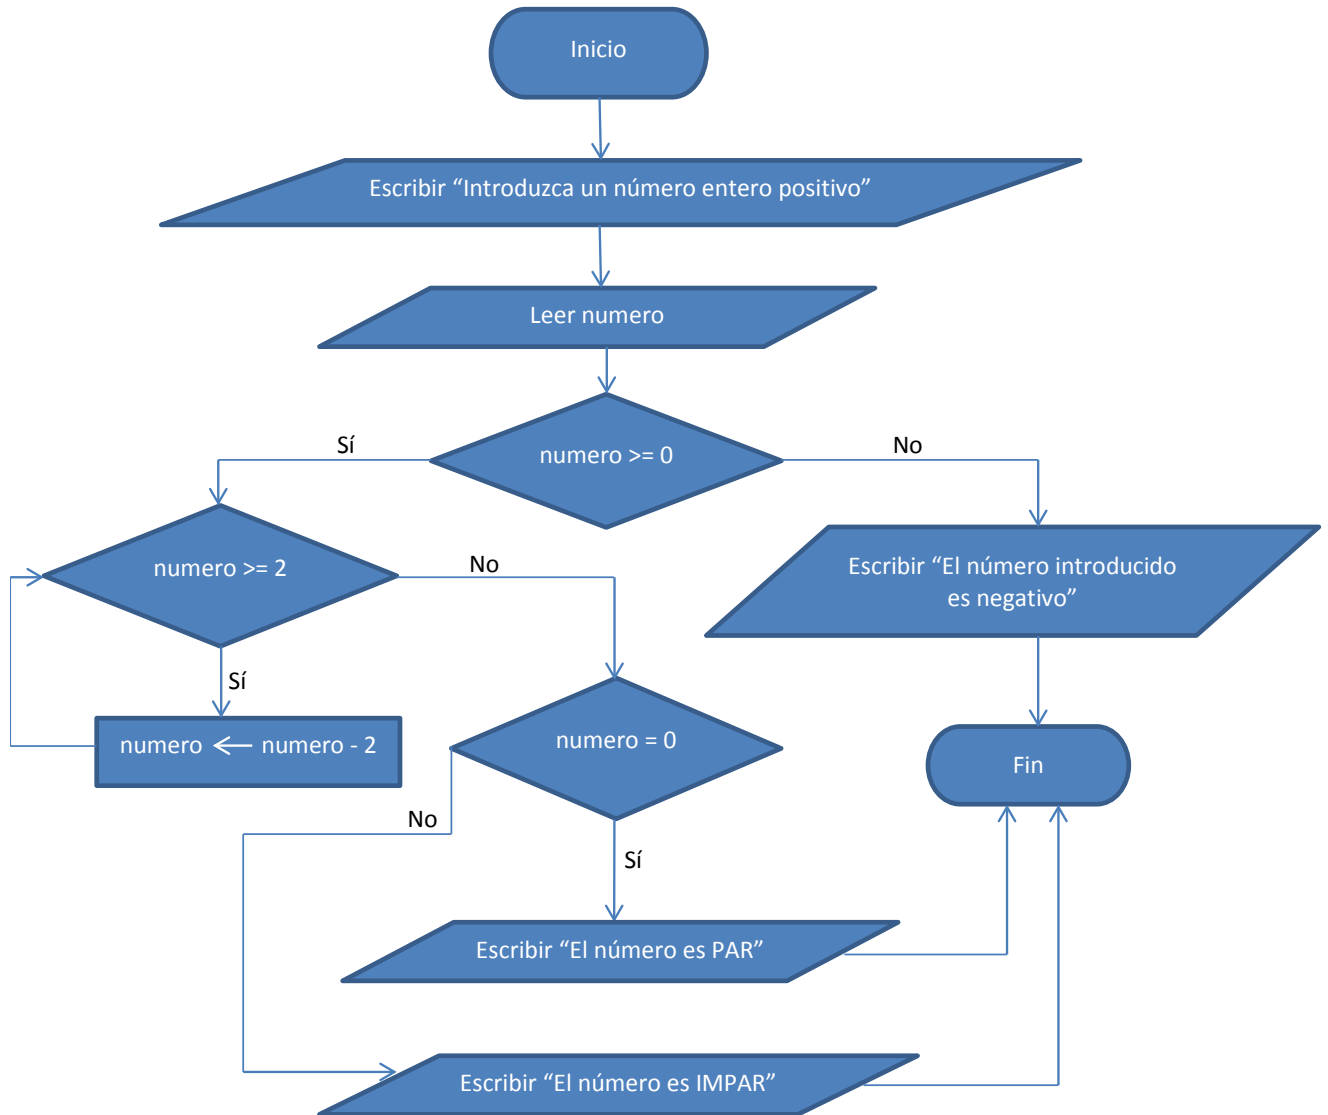 Inicio
Escribir “Introduzca un número entero positivo”
Leer numero
numero >= 0
Sí
No
numero >= 2
No
Sí
numero ← numero - 2
Escribir “El número introducido
es negativo”
numero = 0
No
Sí
Fin
Escribir “El número es PAR”
Escribir “El número es IMPAR”